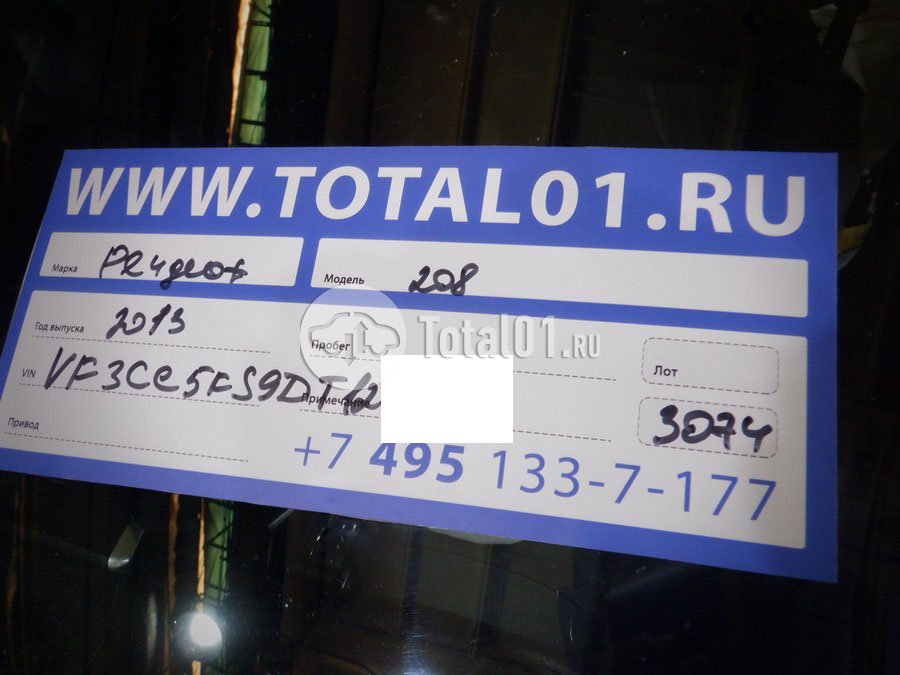 WWW.TOTAL01.RU
Марка Peugeot Модель 208
Год выпуска 2013 Пробег Лот
Total01.RU
VIN VF3CC5FS9DT Примечание 3074
Привод
+7 495 133-7-177